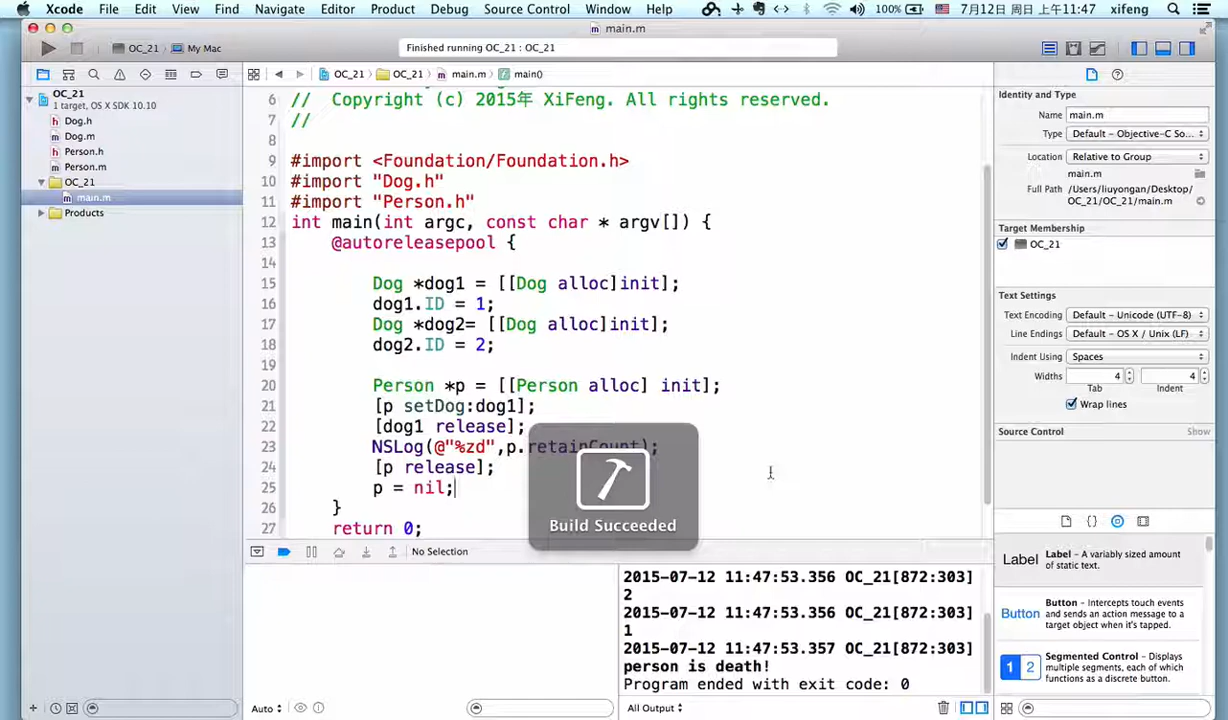 Xcode File Edit View Find Navigate Editor Product Debug Source Control Window Help 100% 7月12日 周日 上午11:47 xifeng
main.m
OC_21 My Mac Finished running OC_21 : OC_21
OC_21 OC_21 main.m main()
OC_21
1 target, OS X SDK 10.10
Dog.h
Dog.m
Person.h
Person.m
OC_21
main.m
Products
6 // Copyright (c) 2015年 XiFeng. All rights reserved.
7 //
8
9 #import <Foundation/Foundation.h>
10 #import "Dog.h"
11 #import "Person.h"
12 int main(int argc, const char * argv[]) {
13 @autoreleasepool {
14
15 Dog *dog1 = [[Dog alloc]init];
16 dog1.ID = 1;
17 Dog *dog2= [[Dog alloc]init];
18 dog2.ID = 2;
19
20 Person *p = [[Person alloc] init];
21 [p setDog:dog1];
22 [dog1 release];
23 NSLog(@"%zd",p.retainCount);
24 [p release];
25 p = nil;
26 }
27 return 0;
Build Succeeded
No Selection
2015-07-12 11:47:53.356 OC_21[872:303]
2
2015-07-12 11:47:53.356 OC_21[872:303]
1
2015-07-12 11:47:53.357 OC_21[872:303]
person is death!
Program ended with exit code: 0
Auto
All Output
Identity and Type
Name main.m
Type Default - Objective-C So...
Location Relative to Group
main.m
Full Path /Users/liuyongan/Desktop/
OC_21/OC_21/main.m
Target Membership
OC_21
Text Settings
Text Encoding Default - Unicode (UTF-8)
Line Endings Default - OS X / Unix (LF)
Indent Using Spaces
Widths 4 4
Tab Indent
Wrap lines
Source Control Show
Label Label - A variably sized amount
of static text.
Button Button - Intercepts touch events
and sends an action message to a
target object when it's tapped.
1 2 Segmented Control - Displays
multiple segments, each of which
functions as a discrete button.